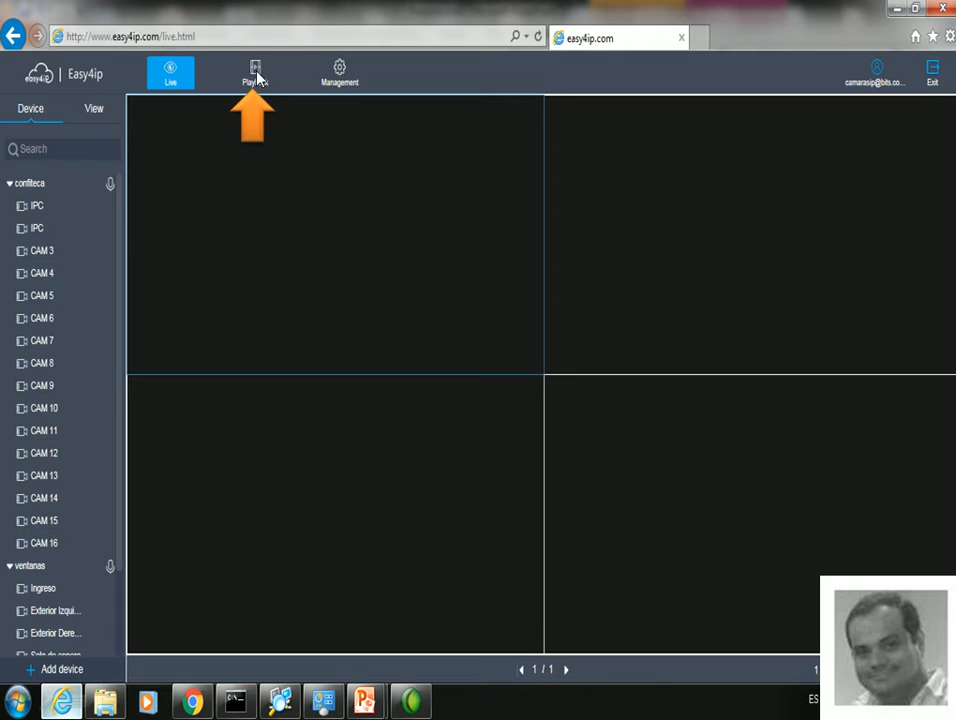 http://www.easy4ip.com/live.html
easy4ip.com
easy4ip
Easy4ip
Live
Management
camarasip@bits.co...
Exit
Device
View
Search
confiteca
IPC
IPC
CAM 3
CAM 4
CAM 5
CAM 6
CAM 7
CAM 8
CAM 9
CAM 10
CAM 11
CAM 12
CAM 13
CAM 14
CAM 15
CAM 16
ventanas
Ingreso
Exterior Izqui...
Exterior Dere...
Add device
1 / 1
1
ES